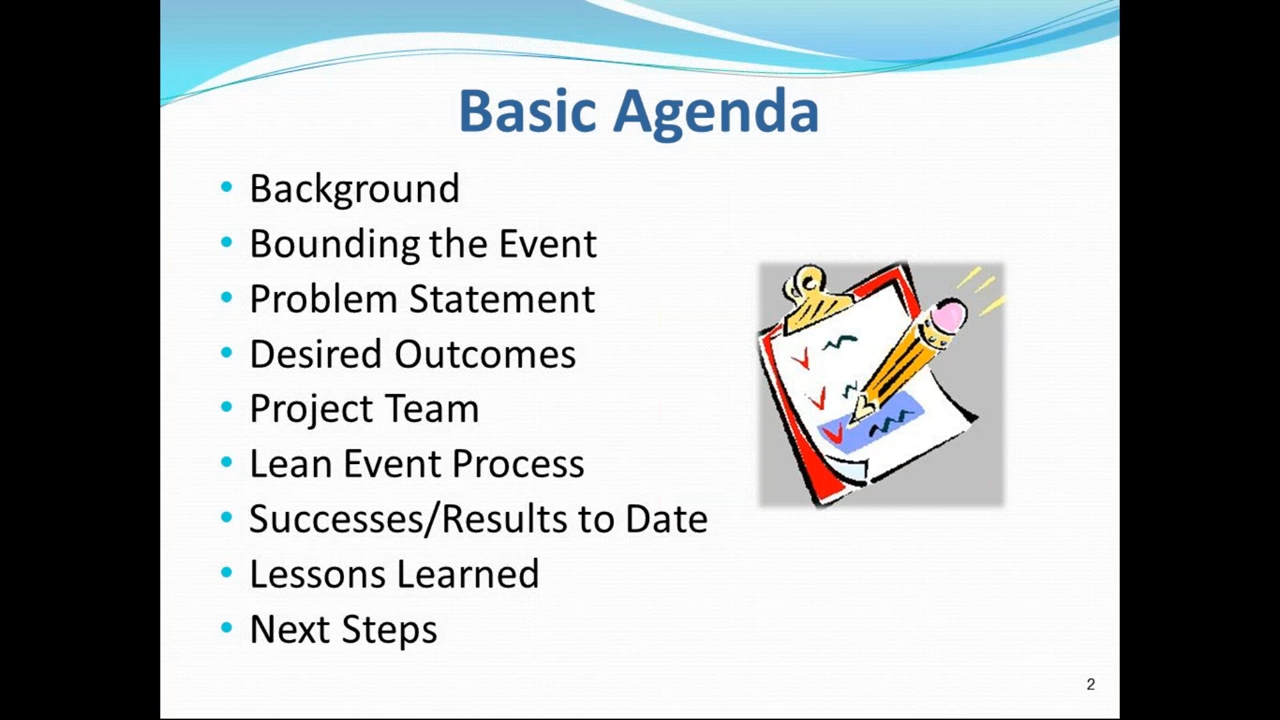 Basic Agenda
• Background
• Bounding the Event
• Problem Statement
• Desired Outcomes
• Project Team
• Lean Event Process
• Successes/Results to Date
• Lessons Learned
• Next Steps
2